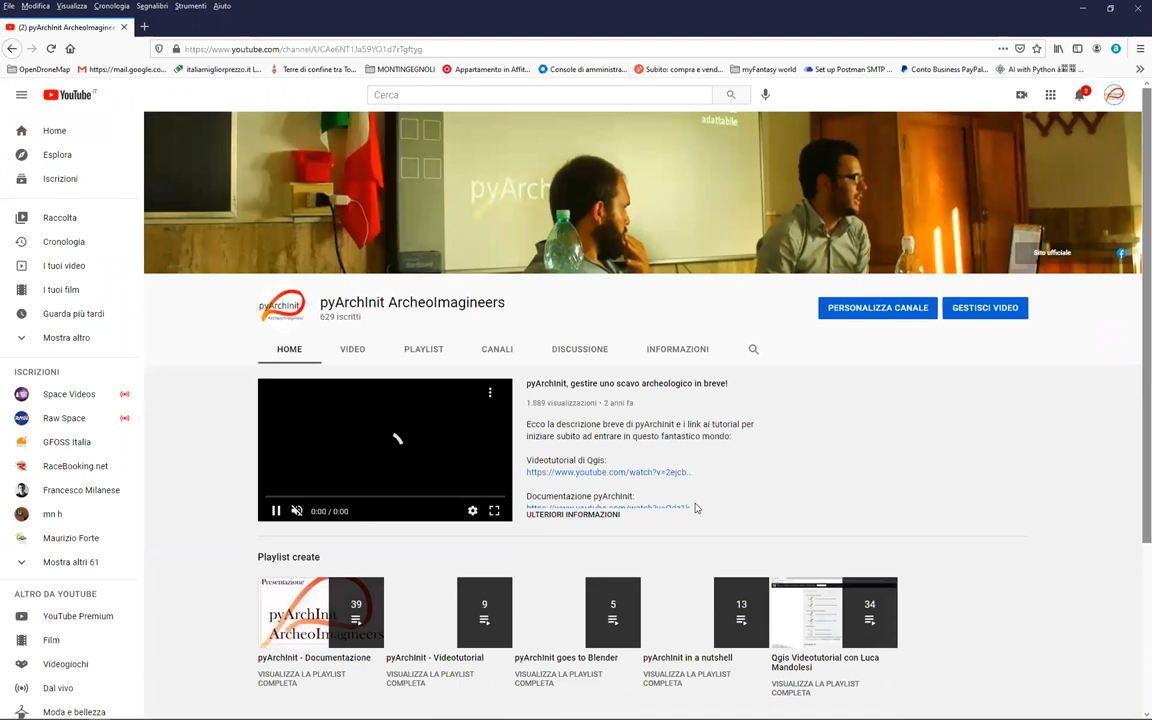 File Modifica Visualizza Cronologia Segnalibri Strumenti Aiuto
(2) pyArchInit ArcheoImaginee
https://www.youtube.com/channel/UCAe6NT1Ja59YO1d7rTgftyg
OpenDroneMap https://mail.google.co... italiamigliorprezzo.it L... Terre di confine tra To... MONTINGEGNOLI Appartamento in Affit... Console di amministra... Subito: compra e vend... myFantasy world Set up Postman SMTP ... Conto Business PayPal... AI with Python
YouTube IT
Cerca
2
Home
Esplora
Iscrizioni
Raccolta
Cronologia
I tuoi video
I tuoi film
Guarda più tardi
Mostra altro
ISCRIZIONI
Space Videos
Raw Space
GFOSS Italia
RaceBooking.net
Francesco Milanese
mn h
Maurizio Forte
Mostra altri 61
ALTRO DA YOUTUBE
YouTube Premium
Film
Videogiochi
Dal vivo
Moda e bellezza
adattabile
pyArch
Sito ufficiale
pyArchInit
pyArchInit ArcheoImagineers
629 iscritti
PERSONALIZZA CANALE
GESTISCI VIDEO
HOME VIDEO PLAYLIST CANALI DISCUSSIONE INFORMAZIONI
0:00 / 0:00
pyArchInit, gestire uno scavo archeologico in breve!
1.889 visualizzazioni • 2 anni fa
Ecco la descrizione breve di pyArchInit e i link ai tutorial per
iniziare subito ad entrare in questo fantastico mondo:
Videotutorial di Qgis:
https://www.youtube.com/watch?v=2ejcb...
Documentazione pyArchInit:
ULTERIORI INFORMAZIONI
Playlist create
Presentazione
pyArchInit
ArcheoImagineers
39
9
5
13
34
pyArchInit - Documentazione
VISUALIZZA LA PLAYLIST
COMPLETA
pyArchInit - Videotutorial
VISUALIZZA LA PLAYLIST
COMPLETA
pyArchInit goes to Blender
VISUALIZZA LA PLAYLIST
COMPLETA
pyArchInit in a nutshell
VISUALIZZA LA PLAYLIST
COMPLETA
Qgis Videotutorial con Luca
Mandolesi
VISUALIZZA LA PLAYLIST
COMPLETA